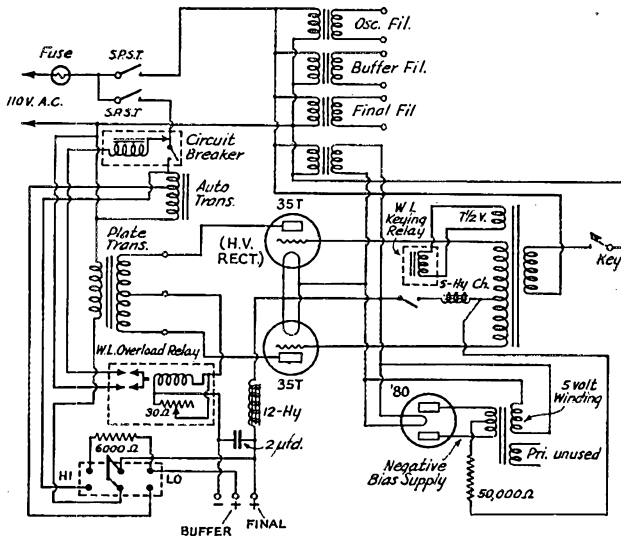 Osc. Fil.
S.P.S.T.
Fuse
Buffer Fil.
S.P.S.T.
110V. A.C.
Final Fil
Circuit
Breaker
Auto
Trans.
35T
W.L.
Keying
Relay
7½ V.
Plate
Trans.
(H.V.
RECT.)
Key
5-Hy Ch.
W.L. Overload Relay
35T
'80
5 volt
Winding
30Ω
12-Hy
2 μfd.
Negative
Bias Supply
Pri. unused
6000Ω
HI
LO
50,000Ω
- + +
BUFFER
FINAL